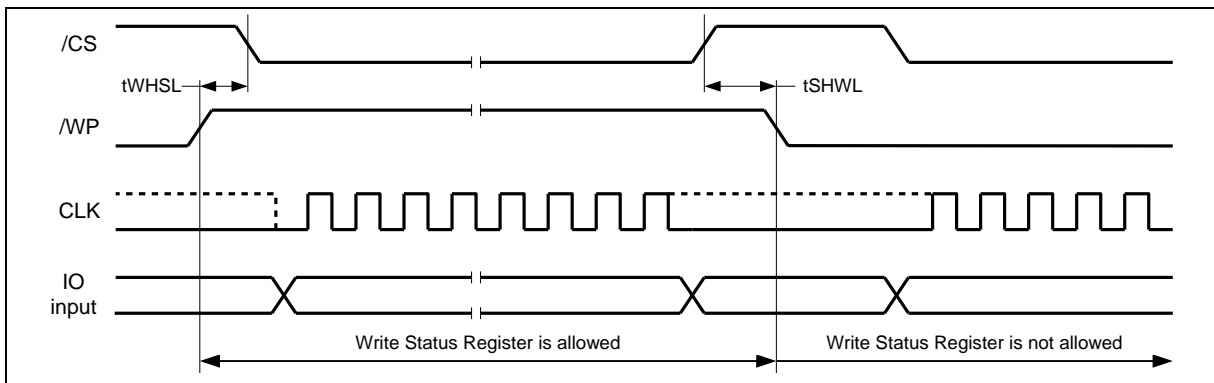 /CS
tWHSL
tSHWL
/WP
CLK
IO
input
Write Status Register is allowed
Write Status Register is not allowed